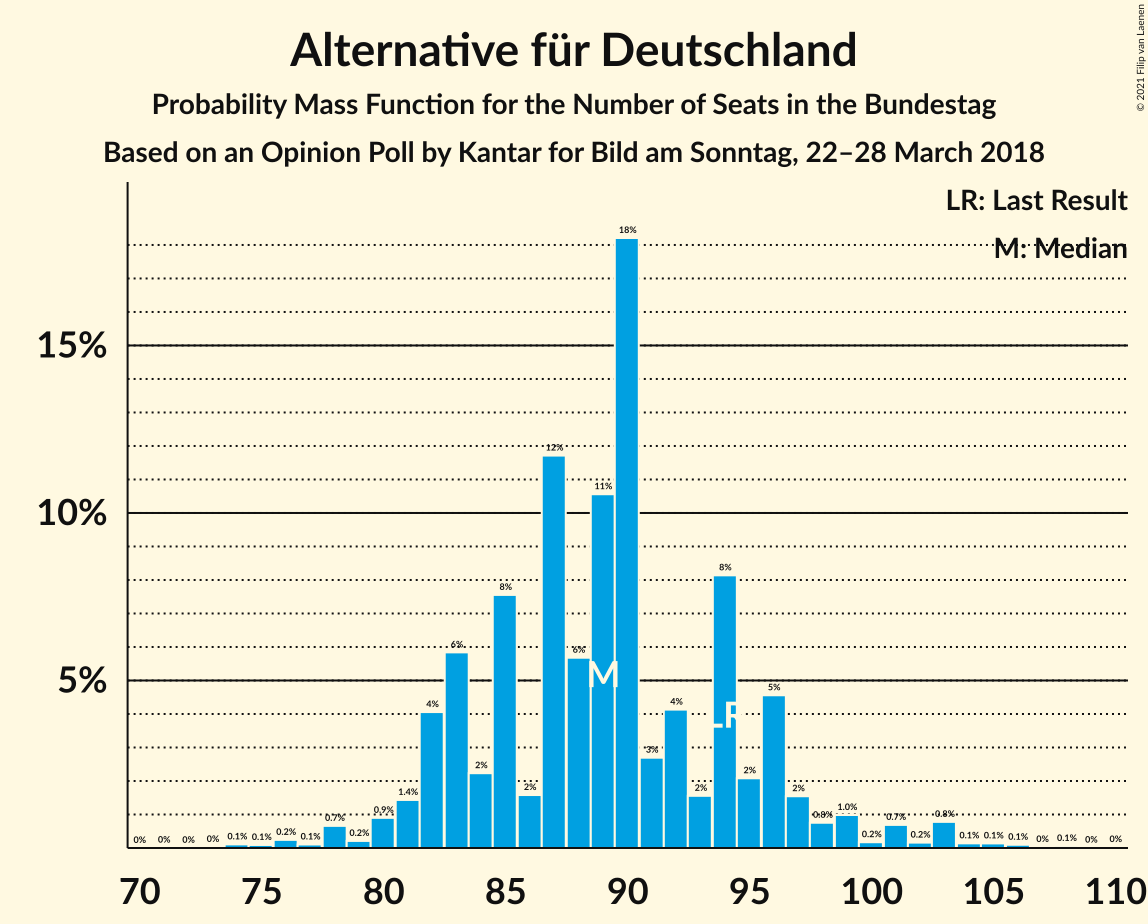 © 2021 Filip van Laenen
Alternative für Deutschland
Probability Mass Function for the Number of Seats in the Bundestag
Based on an Opinion Poll by Kantar for Bild am Sonntag, 22–28 March 2018
LR: Last Result
M: Median
15%
10%
5%
0% 0% 0% 0% 0.1% 0.1% 0.2% 0.1% 0.7% 0.2% 0.9% 1.4% 4% 6% 2% 8% 2% 12% 6% 11% 18% 3% 4% 2% 8% 2% 5% 2% 0.8% 1.0% 0.2% 0.7% 0.2% 0.8% 0.1% 0.1% 0.1% 0% 0.1% 0% 0%
M
LR
70 75 80 85 90 95 100 105 110